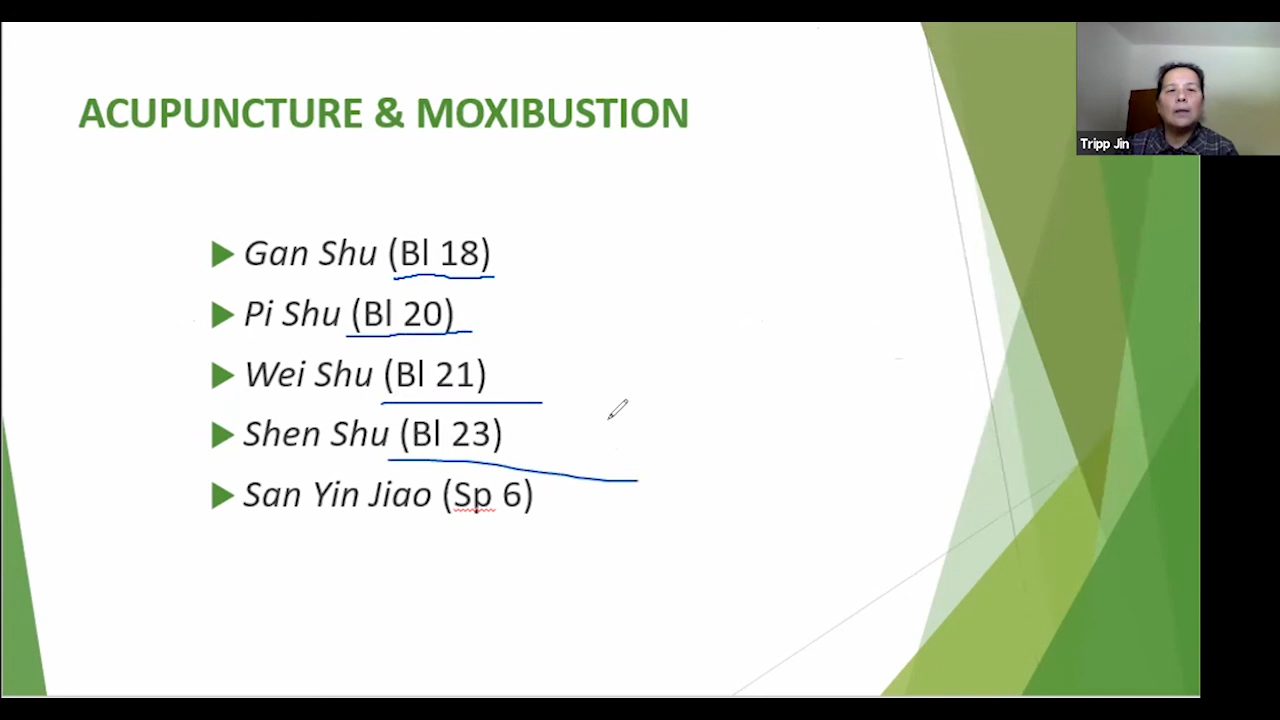 ACUPUNCTURE & MOXIBUSTION
Tripp Jin
Gan Shu (Bl 18)
Pi Shu (Bl 20)
Wei Shu (Bl 21)
Shen Shu (Bl 23)
San Yin Jiao (Sp 6)